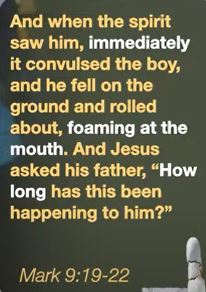 And when the spirit
saw him, immediately
it convulsed the boy,
and he fell on the
ground and rolled
about, foaming at the
mouth. And Jesus
asked his father, “How
long has this been
happening to him?”
Mark 9:19-22